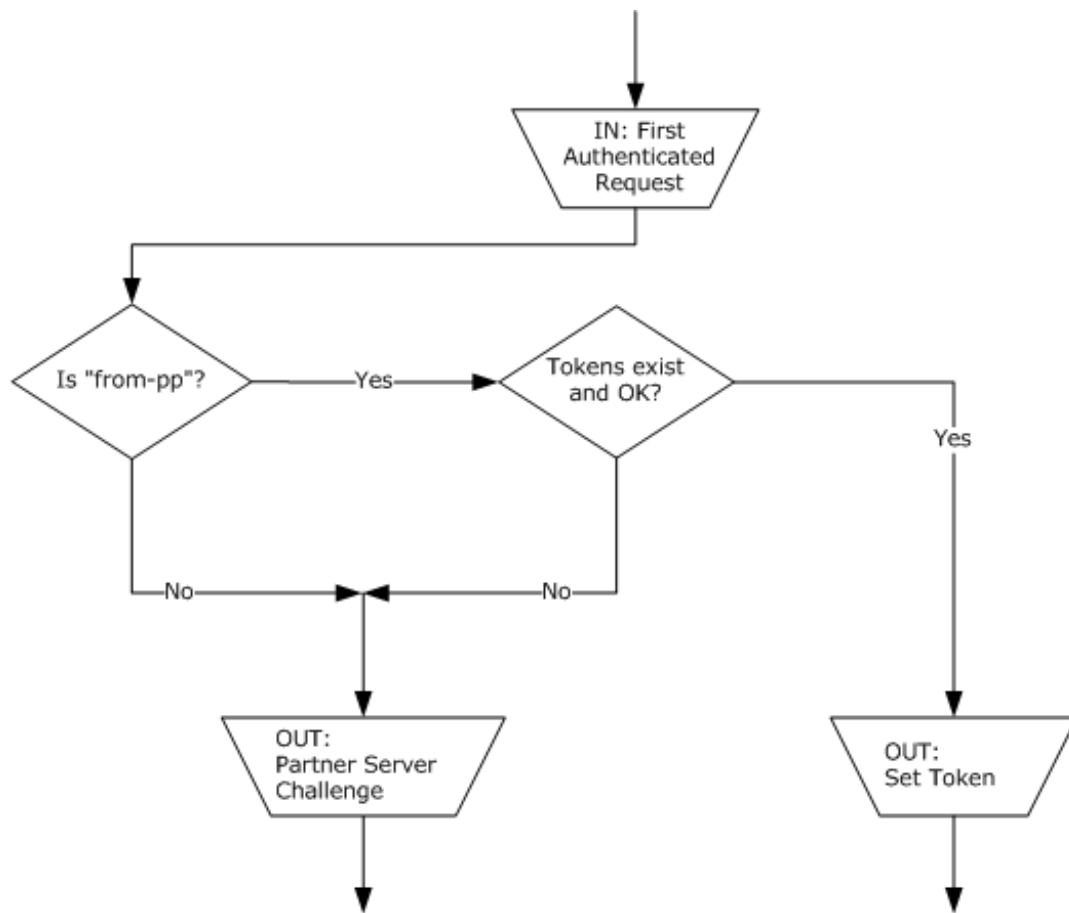 IN: First
Authenticated
Request
Is "from-pp"?
Yes
Tokens exist
and OK?
Yes
No
No
OUT:
Partner Server
Challenge
OUT:
Set Token